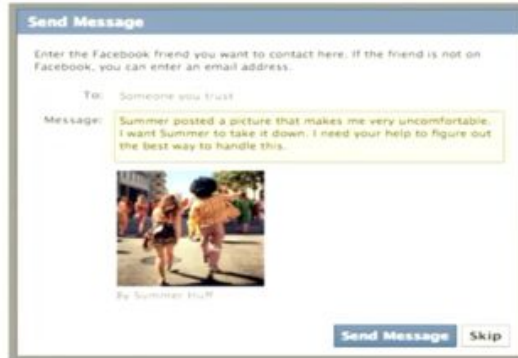 Send Message
Enter the Facebook friend you want to contact here. If the friend is not on
Facebook, you can enter an email address.
To: Someone you trust
Message: Summer posted a picture that makes me very uncomfortable.
I want Summer to take it down. I need your help to figure out
the best way to handle this.
By Summer Huff
Send Message Skip